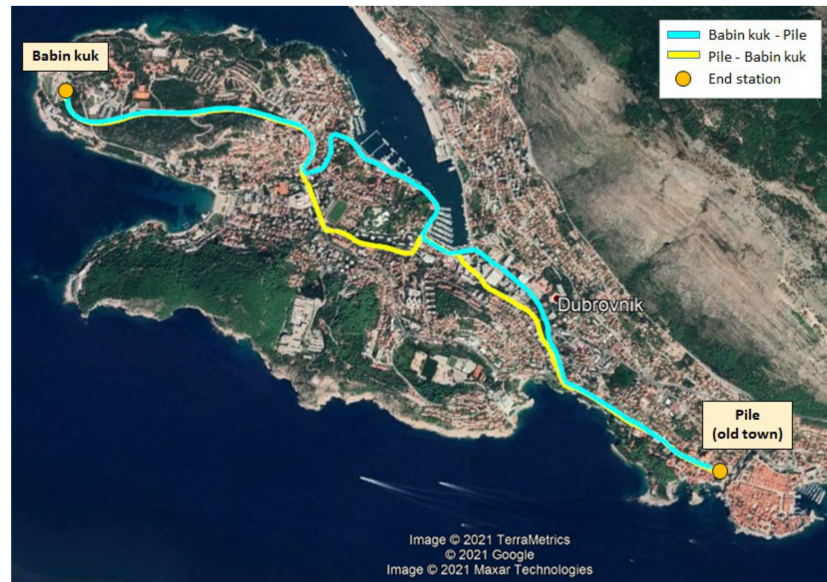 Babin kuk - Pile
Pile - Babin kuk
End station
Babin kuk
Dubrovnik
Pile
(old town)
Image © 2021 TerraMetrics
© 2021 Google
Image © 2021 Maxar Technologies